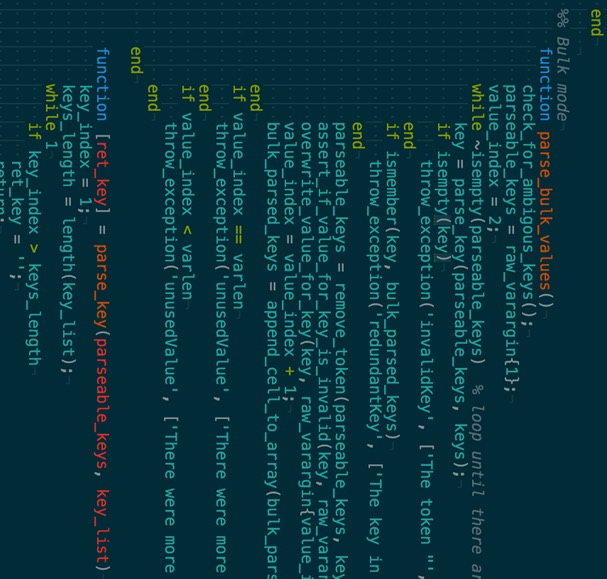 end
%% Bulk mode
function parse_bulk_values()
check_for_ambigous_keys();
parseable_keys = raw_varargin{1};
value_index = 2;
while ~isempty(parseable_keys) % loop until there ar
key = parse_key(parseable_keys, keys);
if isempty(key)
throw_exception('invalidKey', ['The token "',
end
if ismember(key, bulk_parsed_keys)
throw_exception('redundantKey', ['The key in
end
parseable_keys = remove_token(parseable_keys, key
assert_if_value_for_key_is_invalid(key, raw_varar
overwrite_value_for_key(key, raw_varargin{value_i
value_index = value_index + 1;
bulk_parsed_keys = append_cell_to_array(bulk_pars
end
if value_index == varlen
throw_exception('unusedValue', ['There were more
end
if value_index < varlen
throw_exception('unusedValue', ['There were more
end
end
function [ret_key] = parse_key(parseable_keys, key_list)
key_index = 1;
keys_length = length(key_list);
while 1
if key_index > keys_length
ret_key = '';
return;